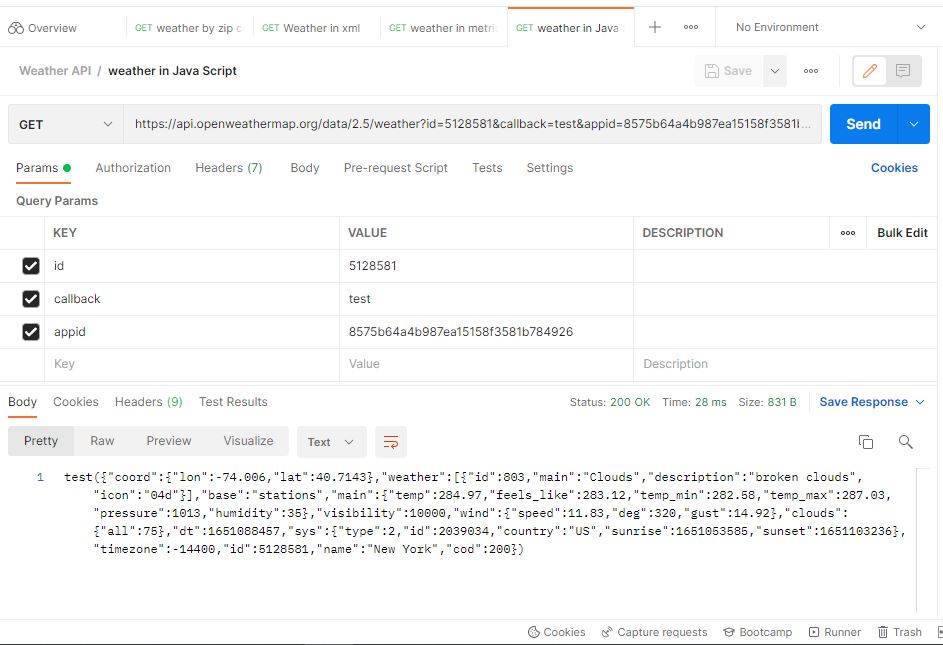 Overview GET weather by zip c GET Weather in xml GET weather in metri GET weather in Java No Environment
Weather API / weather in Java Script Save
GET https://api.openweathermap.org/data/2.5/weather?id=5128581&callback=test&appid=8575b64a4b987ea15158f3581b... Send
Params Authorization Headers (7) Body Pre-request Script Tests Settings Cookies
Query Params
KEY VALUE DESCRIPTION Bulk Edit
id 5128581
callback test
appid 8575b64a4b987ea15158f3581b784926
Key Value Description
Body Cookies Headers (9) Test Results Status: 200 OK Time: 28 ms Size: 831 B Save Response
Pretty Raw Preview Visualize Text
1 test({"coord":{"lon":-74.006,"lat":40.7143},"weather":[{"id":803,"main":"Clouds","description":"broken clouds",
"icon":"04d"}],"base":"stations","main":{"temp":284.97,"feels_like":283.12,"temp_min":282.58,"temp_max":287.03,
"pressure":1013,"humidity":35},"visibility":10000,"wind":{"speed":11.83,"deg":320,"gust":14.92},"clouds":
{"all":75},"dt":1651088457,"sys":{"type":2,"id":2039034,"country":"US","sunrise":1651053585,"sunset":1651103236},
"timezone":-14400,"id":5128581,"name":"New York","cod":200})
Cookies Capture requests Bootcamp Runner Trash